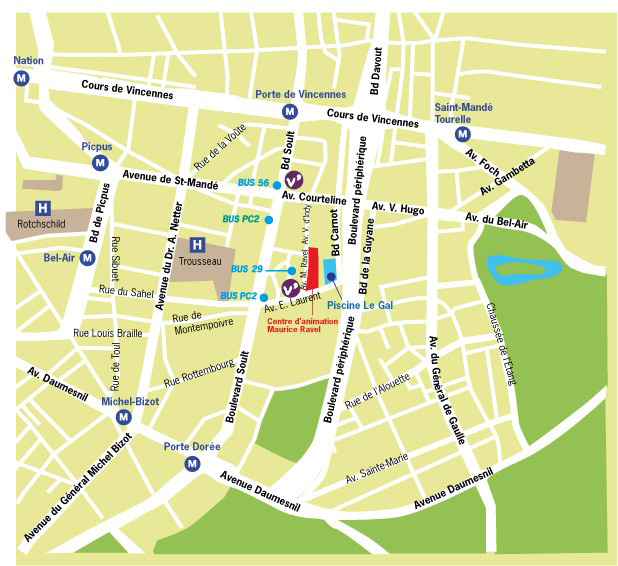 Nation
M
Cours de Vincennes
Porte de Vincennes
M
Cours de Vincennes
Bd Davout
Saint-Mandé
Tourelle
M
Picpus
M
Rue de la Voûte
Bd Soult
Boulevard périphérique
Av. Foch
Av. Gambetta
Avenue de St-Mandé
BUS 56
V
Av. Courteline
Av. V. Hugo
Av. du Bel-Air
H
Rotchschild
Bd de Picpus
Avenue du Dr. A. Netter
BUS PC2
Av. V. d'Indy
Bd Carnot
Bd de la Guyane
Bel-Air
M
Rue Sibuet
H
Trousseau
BUS 29
Av. M. Ravel
V
Rue du Sahel
BUS PC2
Av. E. Laurent
Piscine Le Gal
Rue de
Montempoivre
Centre d'animation
Maurice Ravel
Rue Louis Braille
Rue de Toul
Rue Rottembourg
Boulevard Soult
Boulevard périphérique
Av. du Général de Gaulle
Chaussée de l'Etang
Av. Daumesnil
Michel-Bizot
M
Rue de l'Alouette
Porte Dorée
M
Avenue du Général Michel Bizot
Av. Sainte-Marie
Avenue Daumesnil
Avenue Daumesnil